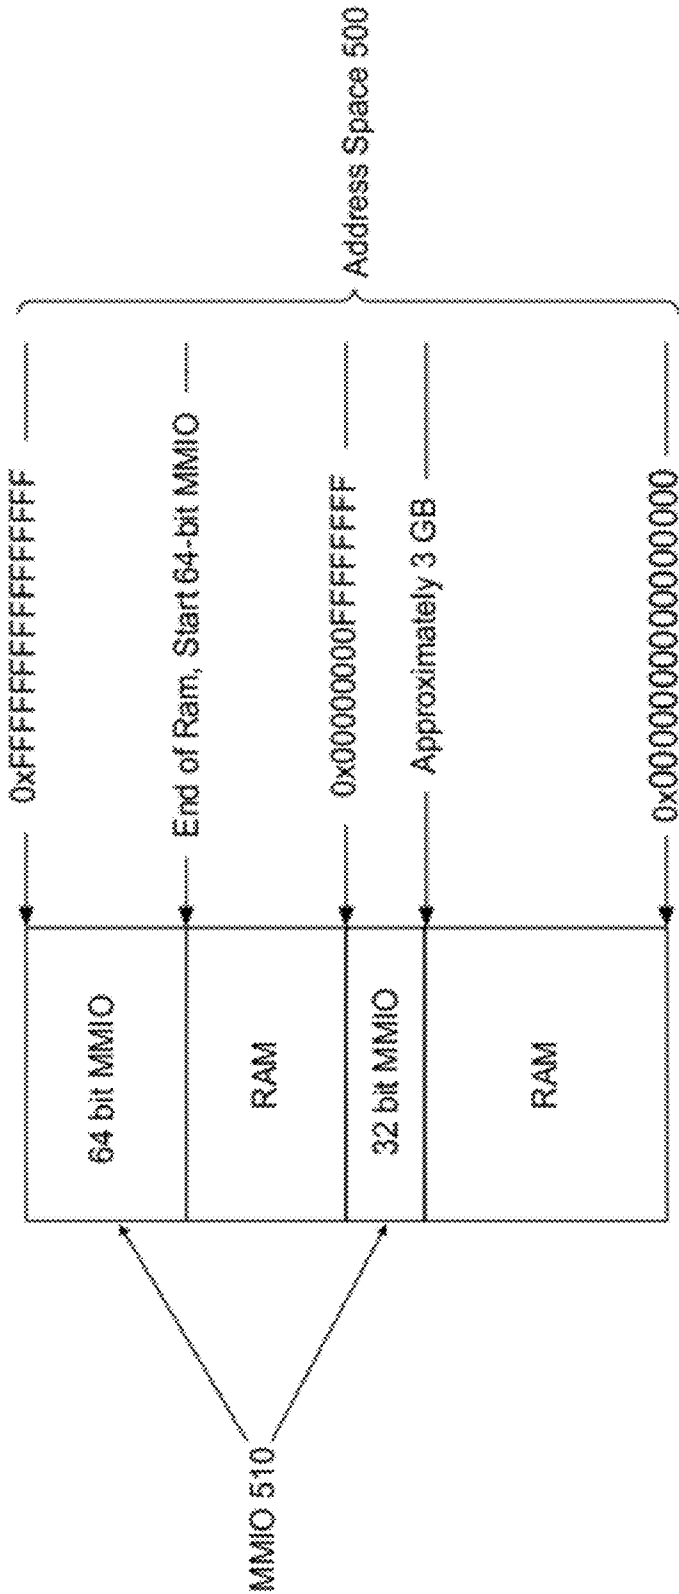 0xFFFFFFFFFFFFFFFF
64 bit MMIO
End of Ram, Start 64-bit MMIO
MMIO 510
RAM
0x00000000FFFFFFFF
Address Space 500
32 bit MMIO
Approximately 3 GB
RAM
0x0000000000000000